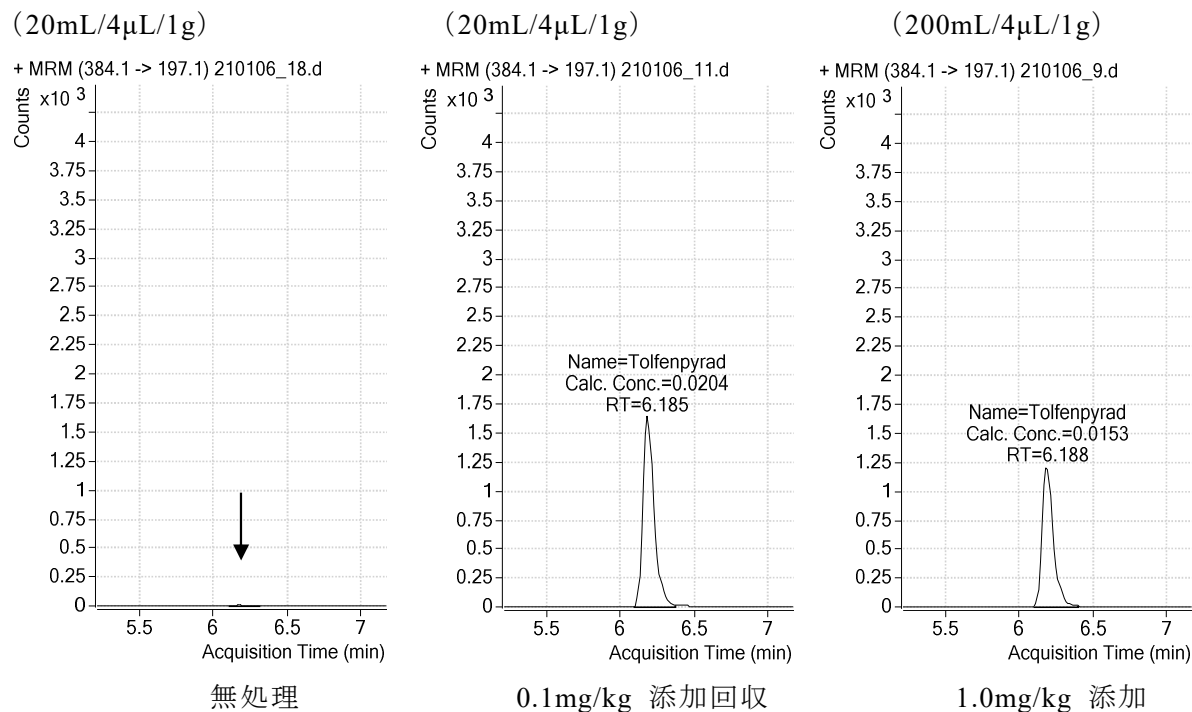 (20mL/4μL/1g)
+ MRM (384.1 -> 197.1) 210106_18.d
Counts
x10 3
4
3.75
3.5
3.25
3
2.75
2.5
2.25
2
1.75
1.5
1.25
1
0.75
0.5
0.25
0
5.5 6 6.5 7
Acquisition Time (min)
無処理
(20mL/4μL/1g)
+ MRM (384.1 -> 197.1) 210106_11.d
Counts
x10 3
4
3.75
3.5
3.25
3
2.75
2.5
2.25
2
1.75
1.5
1.25
1
0.75
0.5
0.25
0
Name=Tolfenpyrad
Calc. Conc.=0.0204
RT=6.185
5.5 6 6.5 7
Acquisition Time (min)
0.1mg/kg 添加回収
(200mL/4μL/1g)
+ MRM (384.1 -> 197.1) 210106_9.d
Counts
x10 3
4
3.75
3.5
3.25
3
2.75
2.5
2.25
2
1.75
1.5
1.25
1
0.75
0.5
0.25
0
Name=Tolfenpyrad
Calc. Conc.=0.0153
RT=6.188
5.5 6 6.5 7
Acquisition Time (min)
1.0mg/kg 添加